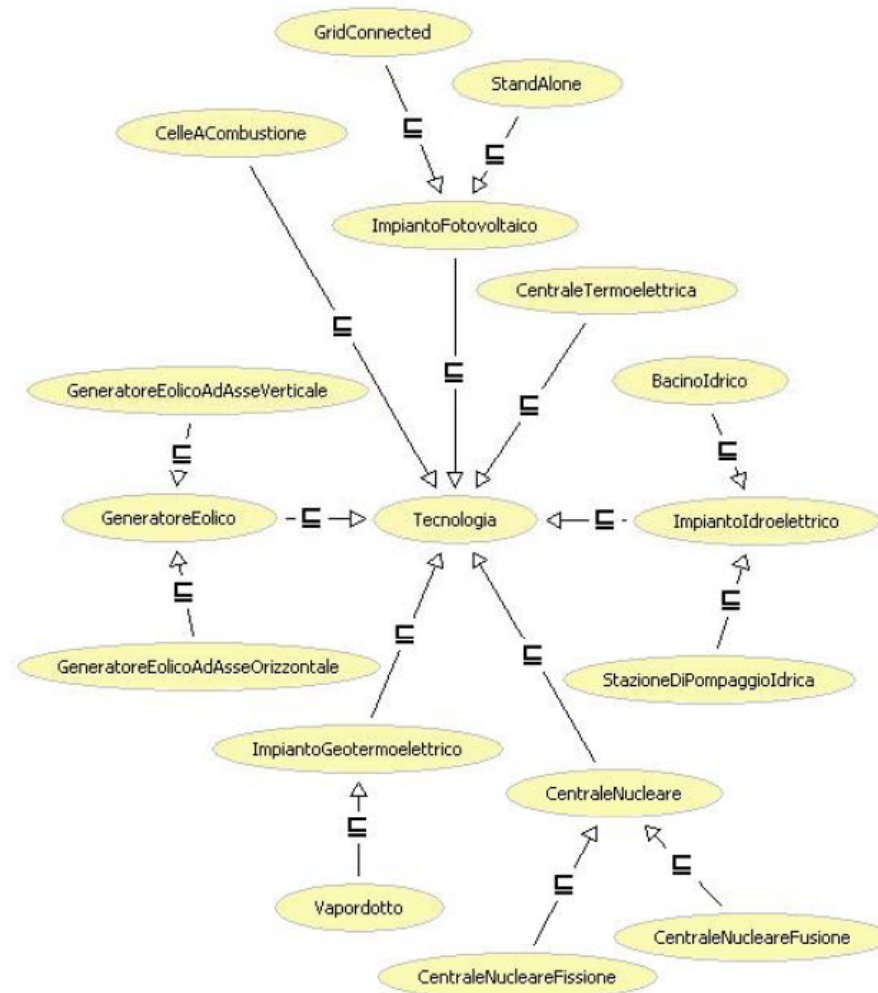 GridConnected
StandAlone
CelleACombustione
⊑
⊑
ImpiantoFotovoltaico
CentraleTermoelettrica
⊑
⊑
GeneratoreEolicoAdAsseVerticale
BacinoIdrico
⊑
⊑
⊑
GeneratoreEolico
⊑
Tecnologia
⊑
ImpiantoIdroelettrico
⊑
⊑
⊑
⊑
GeneratoreEolicoAdAsseOrizzontale
StazioneDiPompaggioIdrica
ImpiantoGeotermoelettrico
CentraleNucleare
⊑
⊑
⊑
Vapordotto
CentraleNucleareFusione
CentraleNucleareFissione